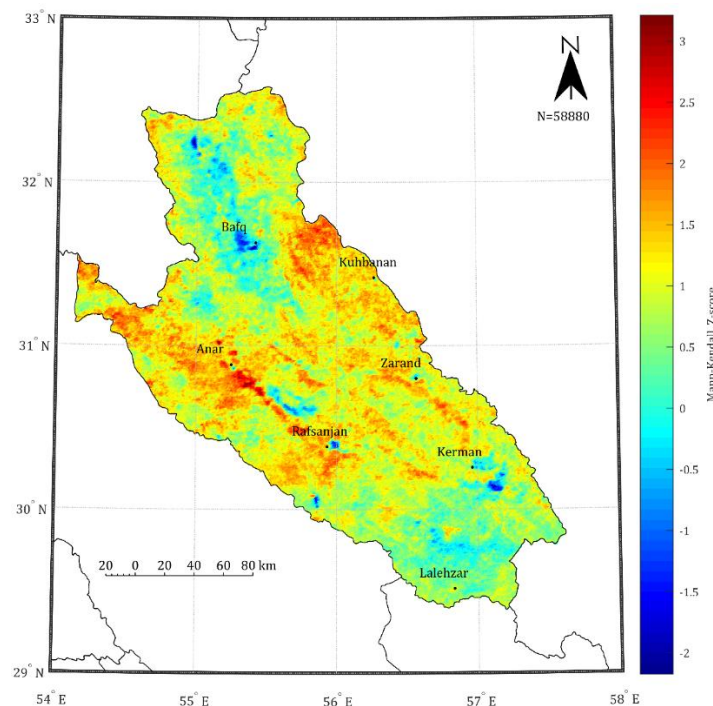 33° N
32° N
31° N
30° N
29° N
54° E
55° E
56° E
57° E
58° E
N
N=58880
Bafq
Kuhbanan
Anar
Zarand
Rafsanjan
Kerman
Lalehzar
20 0 40 80 km
3
2.5
2
1.5
1
0.5
0
-0.5
-1
-1.5
-2
Mann-Kendall Z-score